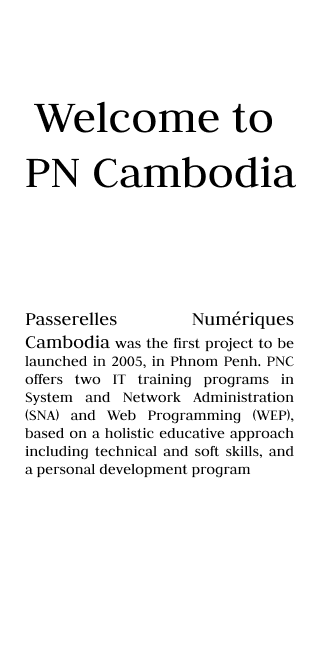 Welcome to
PN Cambodia
Passerelles Numériques
Cambodia was the first project to be
launched in 2005, in Phnom Penh. PNC
offers two IT training programs in
System and Network Administration
(SNA) and Web Programming (WEP),
based on a holistic educative approach
including technical and soft skills, and
a personal development program